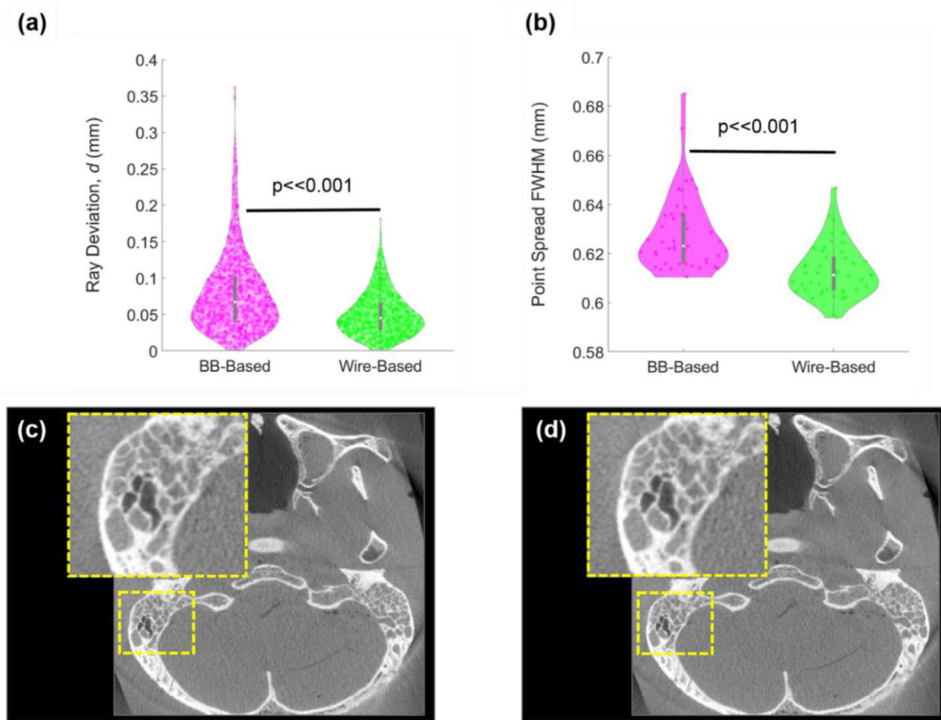 (a)
0.4
0.35
0.3
0.25
0.2
0.15
0.1
0.05
0
Ray Deviation, d (mm)
p<<0.001
BB-Based
Wire-Based
(b)
0.7
0.68
0.66
0.64
0.62
0.6
0.58
Point Spread FWHM (mm)
p<<0.001
BB-Based
Wire-Based
(c)
(d)